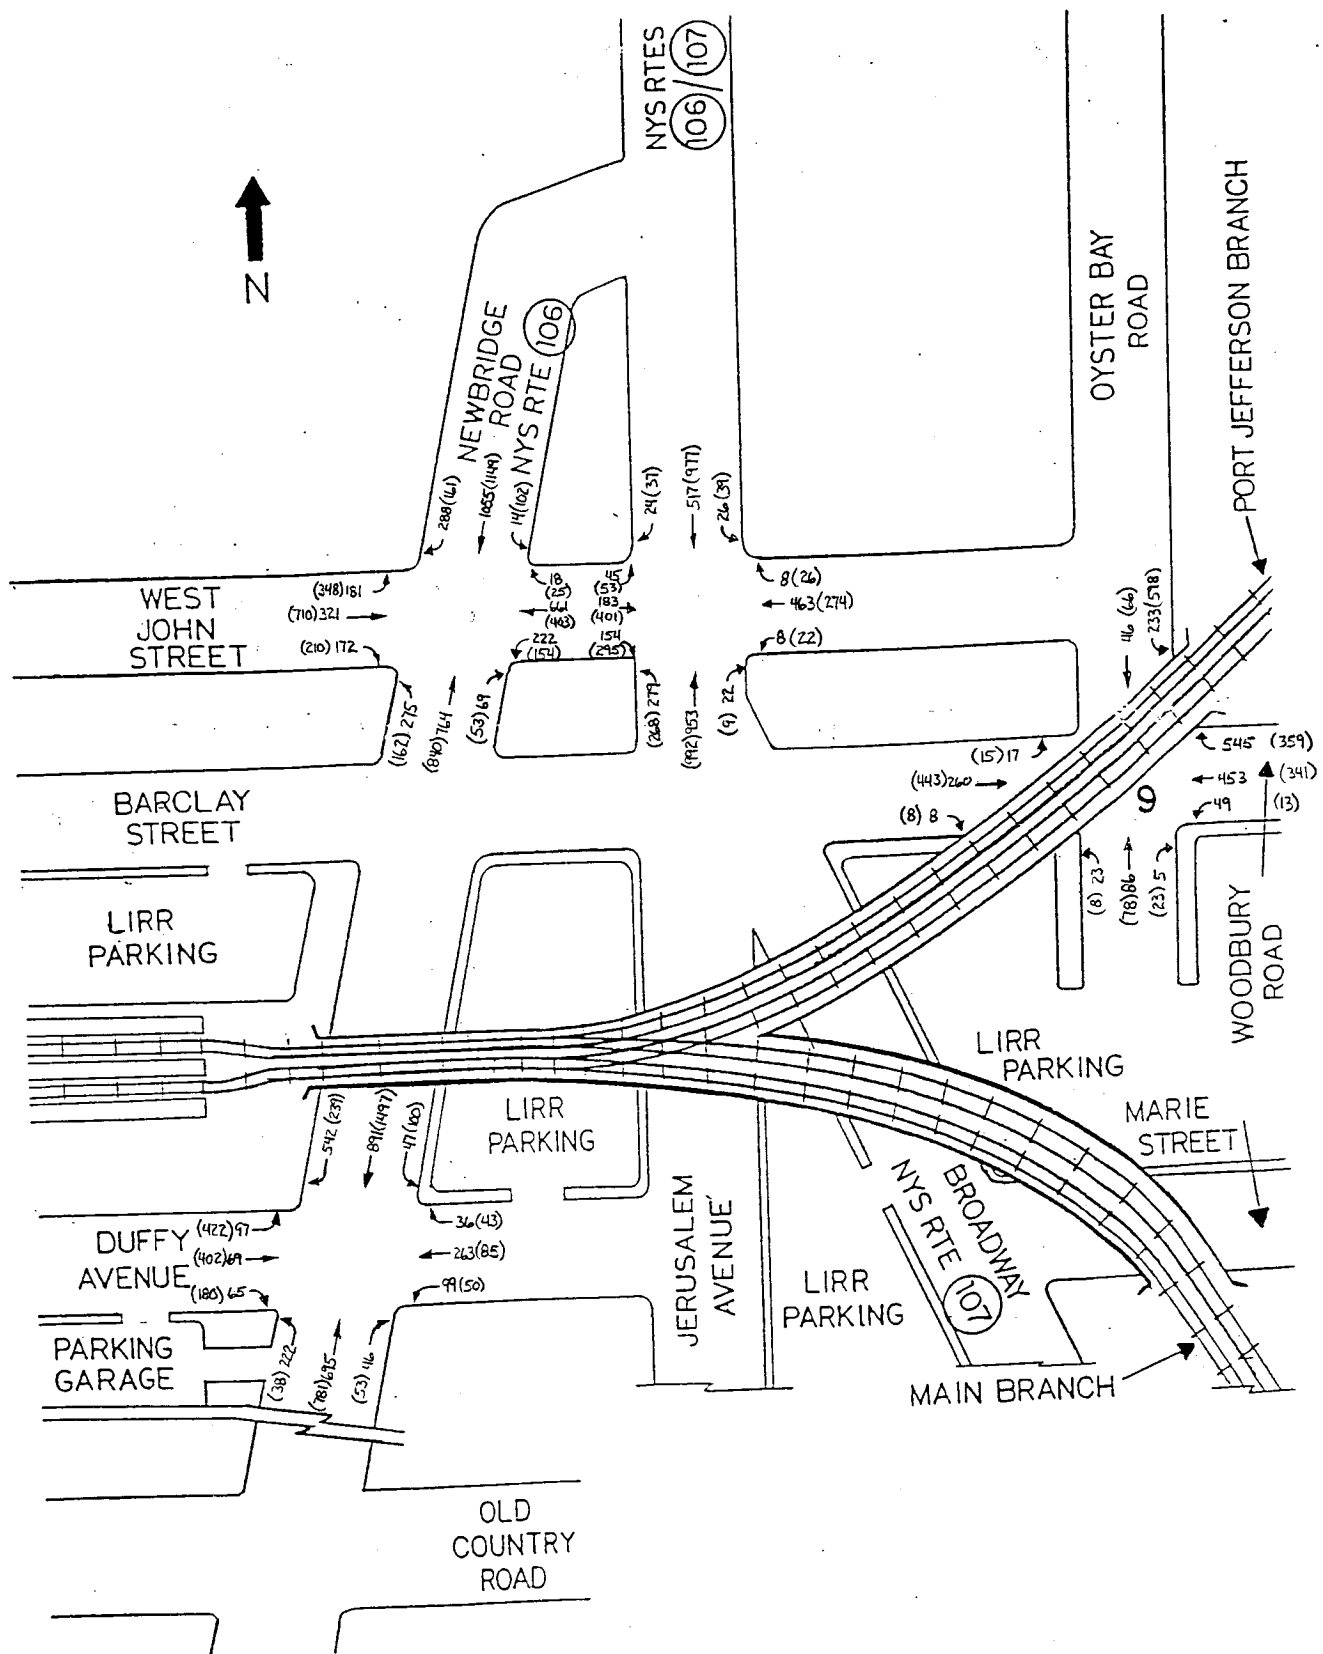 NYS RTES
106/107
N
NEWBRIDGE
ROAD
NYS RTE 106
OYSTER BAY
ROAD
PORT JEFFERSON BRANCH
288(161)
1055(1149)
14(102)
24(37)
517(977)
26(39)
WEST
JOHN
STREET
(348)181
(710)321
(210)172
18
(25)
661
(403)
222
(154)
45
(53)
183
(401)
154
(295)
8(26)
463(274)
8(22)
46(66)
233(578)
(162)275
(840)764
(53)69
(268)279
(992)953
(9) 22
BARCLAY
STREET
(15)17
(443)260
(8) 8
545 (359)
453 (341)
49 (13)
9
(8) 23
(78)86
(23) 5
WOODBURY
ROAD
LIRR
PARKING
LIRR
PARKING
LIRR
PARKING
MARIE
STREET
542(239)
891(1497)
47(100)
DUFFY
AVENUE
(422)97
(402)69
(180)65
36(43)
263(85)
99(50)
JERUSALEM
AVENUE
BROADWAY
NYS RTE 107
LIRR
PARKING
PARKING
GARAGE
(38)222
(781)695
(53)46
MAIN BRANCH
OLD
COUNTRY
ROAD